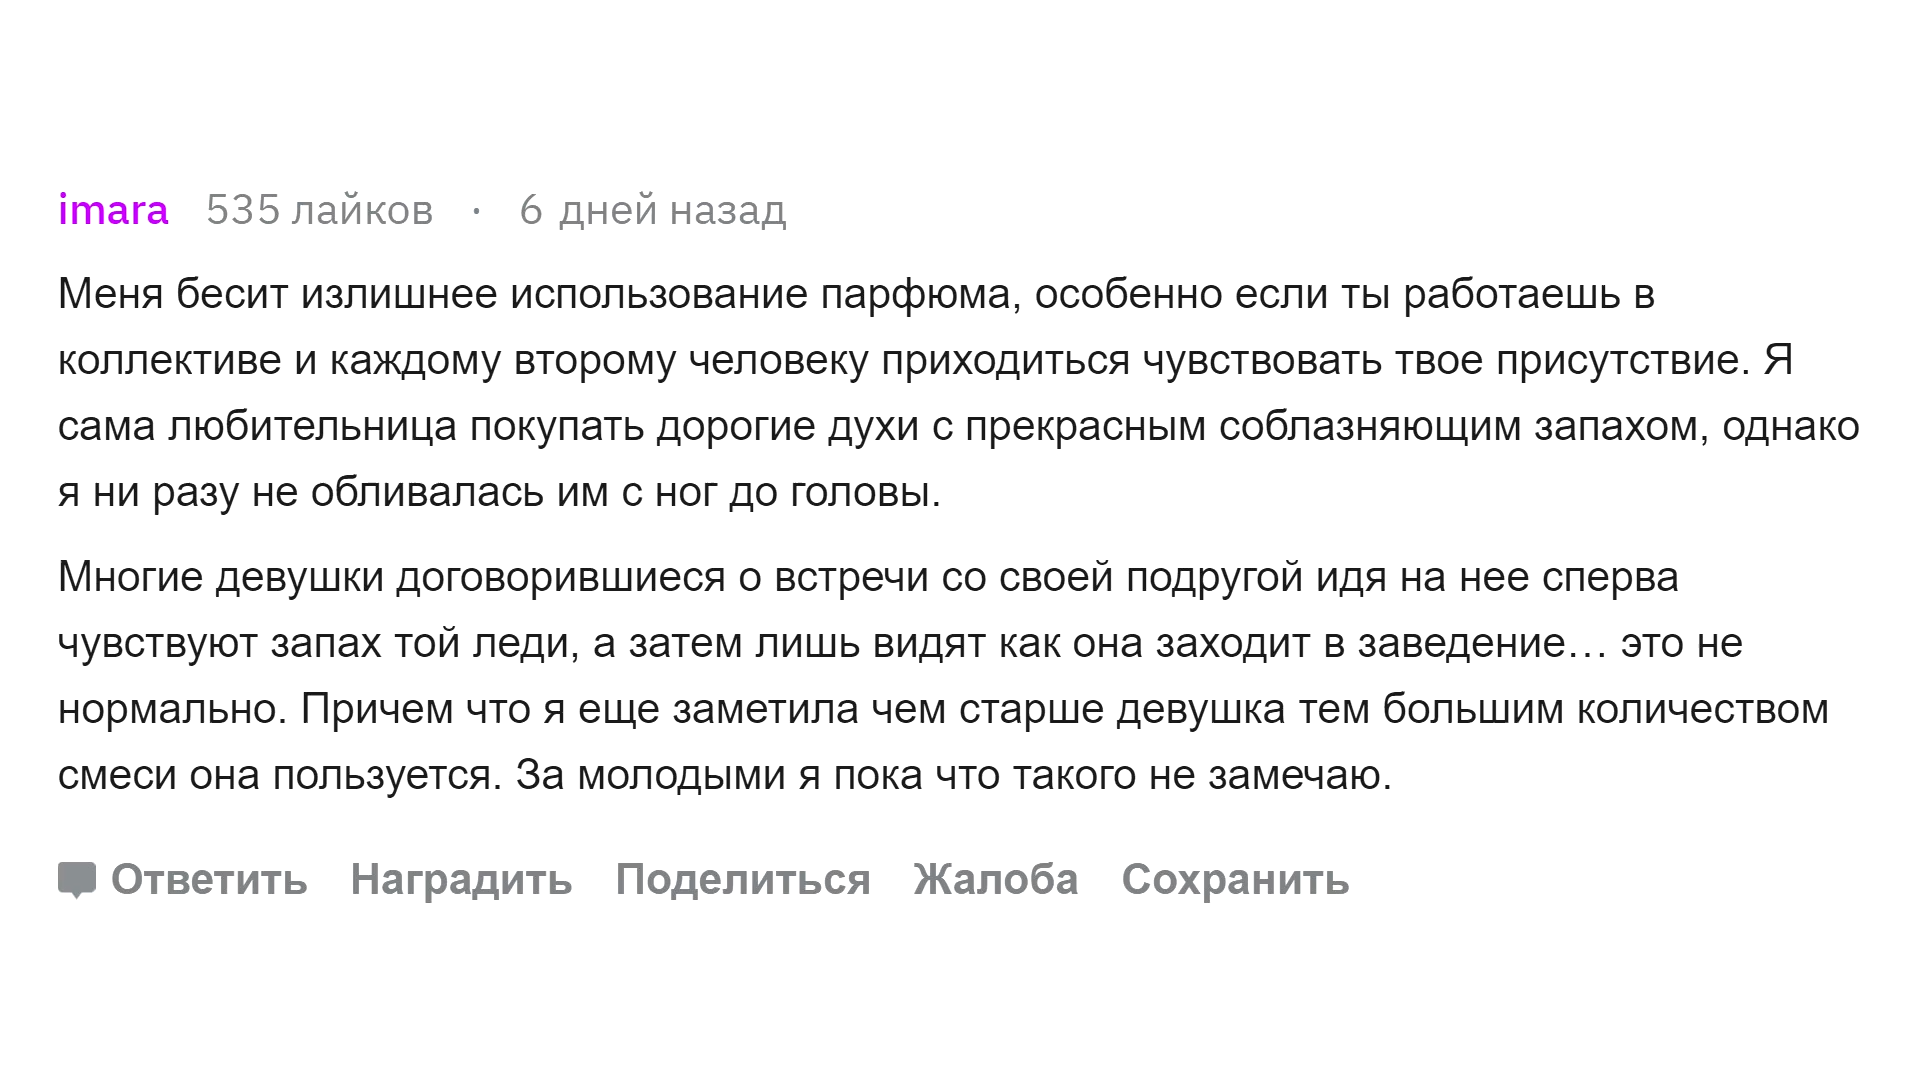 imara 535 лайков · 6 дней назад
Меня бесит излишнее использование парфюма, особенно если ты работаешь в
коллективе и каждому второму человеку приходиться чувствовать твое присутствие. Я
сама любительница покупать дорогие духи с прекрасным соблазняющим запахом, однако
я ни разу не обливалась им с ног до головы.
Многие девушки договорившиеся о встречи со своей подругой идя на нее сперва
чувствуют запах той леди, а затем лишь видят как она заходит в заведение… это не
нормально. Причем что я еще заметила чем старше девушка тем большим количеством
смеси она пользуется. За молодыми я пока что такого не замечаю.
Ответить Наградить Поделиться Жалоба Сохранить